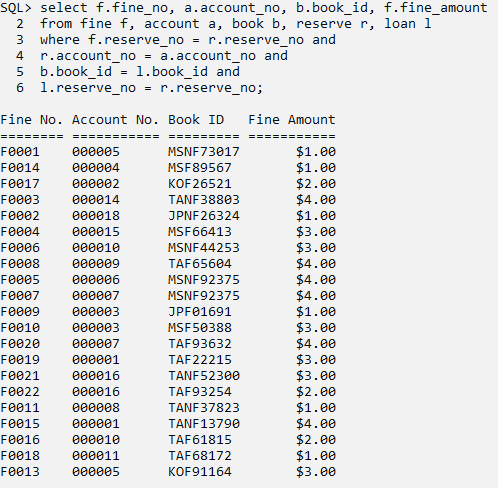 SQL> select f.fine_no, a.account_no, b.book_id, f.fine_amount
2 from fine f, account a, book b, reserve r, loan l
3 where f.reserve_no = r.reserve_no and
4 r.account_no = a.account_no and
5 b.book_id = l.book_id and
6 l.reserve_no = r.reserve_no;
Fine No. Account No. Book ID Fine Amount
======== =========== ========= ===========
F0001 000005 MSNF73017 $1.00
F0014 000004 MSF89567 $1.00
F0017 000002 KOF26521 $2.00
F0003 000014 TANF38803 $4.00
F0002 000018 JPNF26324 $1.00
F0004 000015 MSF66413 $3.00
F0006 000010 MSNF44253 $3.00
F0008 000009 TAF65604 $4.00
F0005 000006 MSNF92375 $4.00
F0007 000007 MSNF92375 $4.00
F0009 000003 JPF01691 $1.00
F0010 000003 MSF50388 $3.00
F0020 000007 TAF93632 $4.00
F0019 000001 TAF22215 $3.00
F0021 000016 TANF52300 $3.00
F0022 000016 TAF93254 $2.00
F0011 000008 TANF37823 $1.00
F0015 000001 TANF13790 $4.00
F0016 000010 TAF61815 $2.00
F0018 000011 TAF68172 $1.00
F0013 000005 KOF91164 $3.00